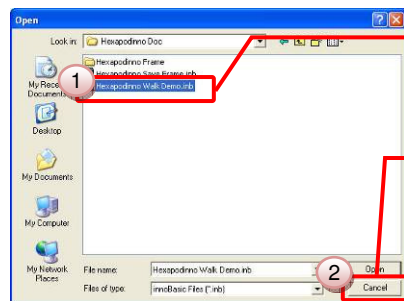 Open
Look in: Hexapodinno Doc
Hexapodinno Frame
Hexapodinno Save Frame.inb
Hexapodinno Walk Demo.inb
1
My Recent
Documents
Desktop
My Documents
My Computer
My Network
Places
File name: Hexapodinno Walk Demo.inb
Open
Files of type: innoBasic Files (*.inb)
Cancel
2